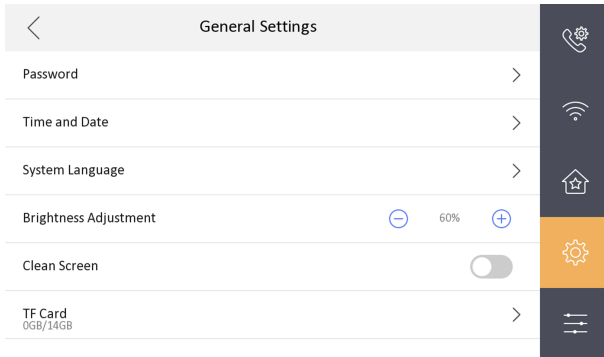 General Settings
Password
Time and Date
System Language
Brightness Adjustment
60%
Clean Screen
TF Card
0GB/14GB